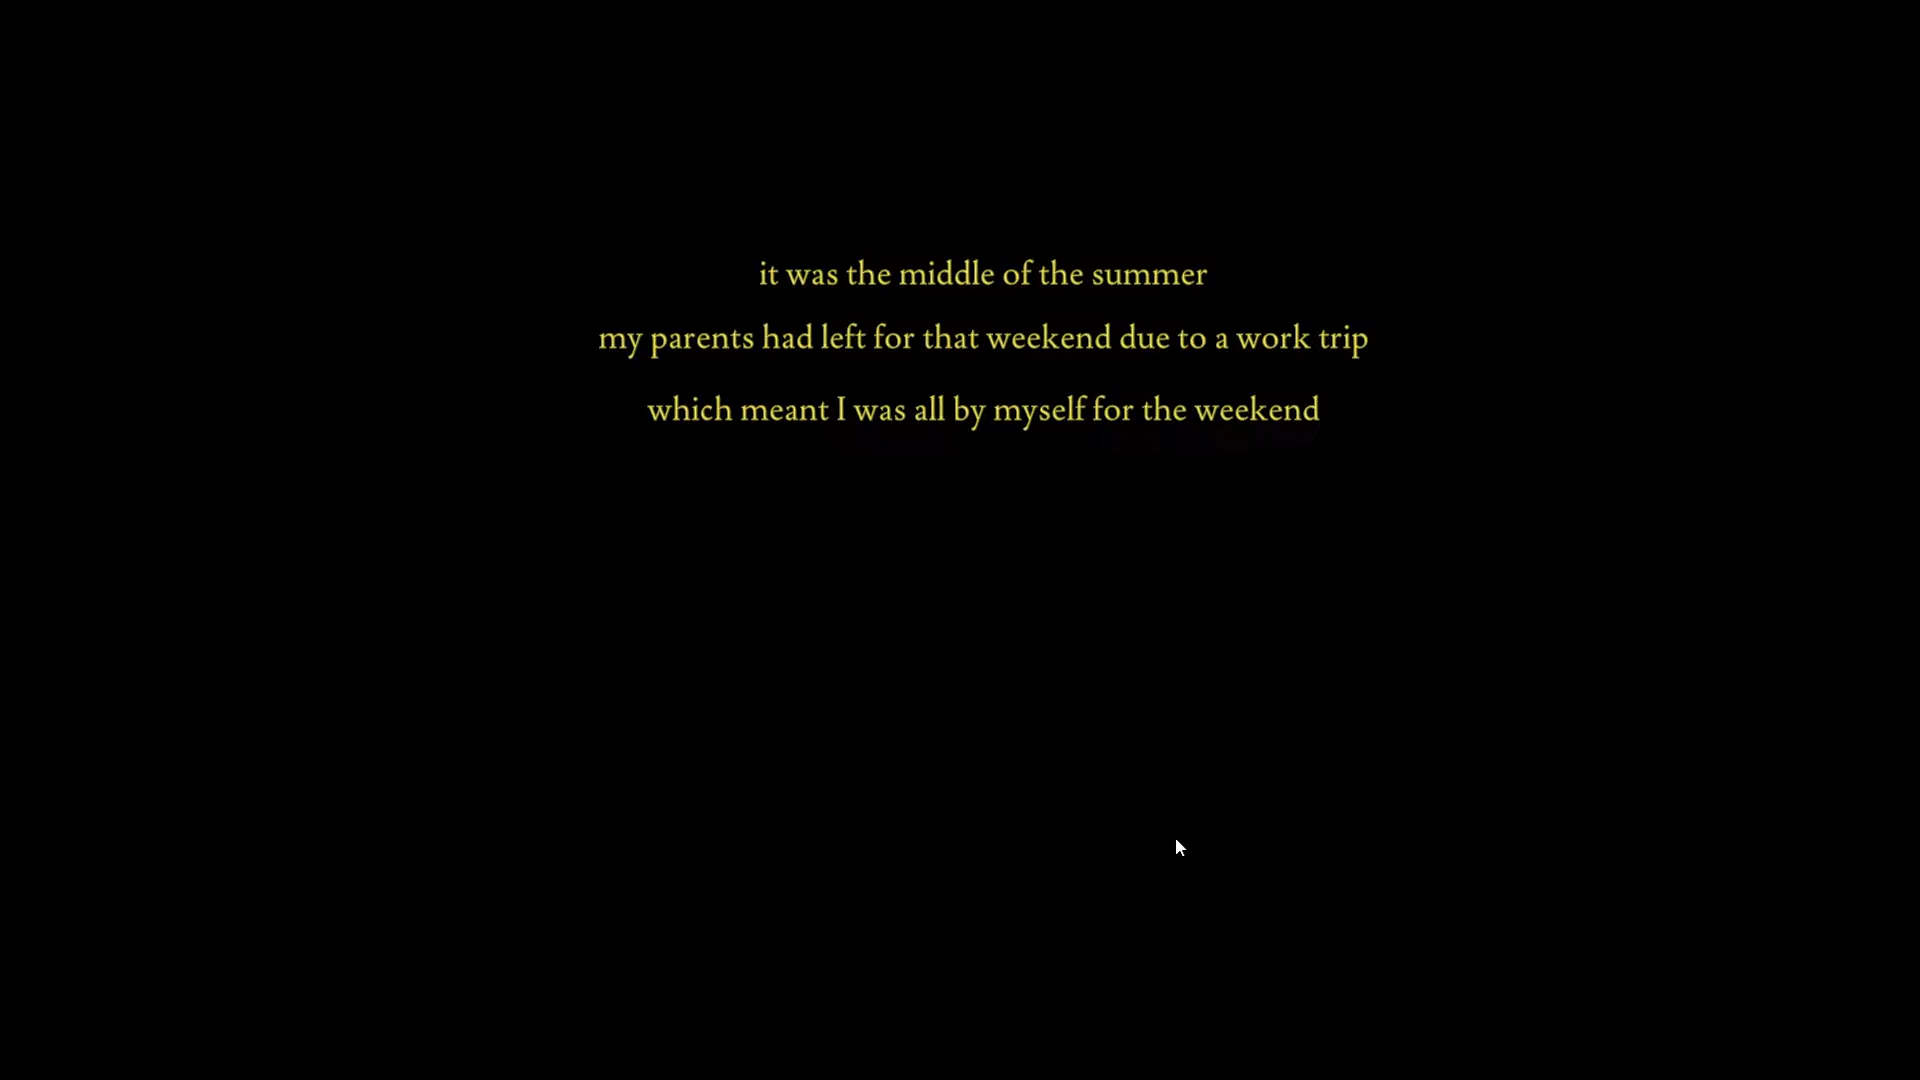 it was the middle of the summer
my parents had left for that weekend due to a work trip
which meant I was all by myself for the weekend